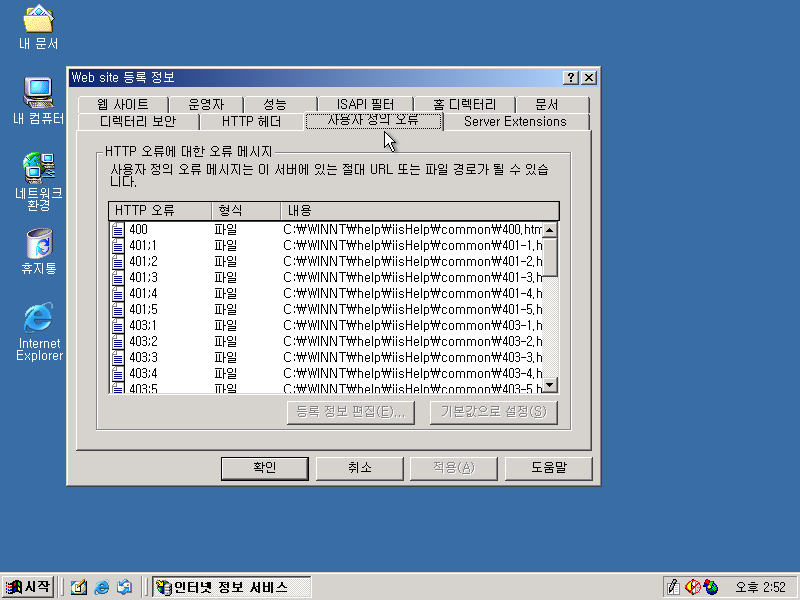 내 문서
내 컴퓨터
네트워크
환경
휴지통
Internet
Explorer
Web site 등록 정보
웹 사이트 운영자 성능 ISAPI 필터 홈 디렉터리 문서
디렉터리 보안 HTTP 헤더 사용자 정의 오류 Server Extensions
HTTP 오류에 대한 오류 메시지
사용자 정의 오류 메시지는 이 서버에 있는 절대 URL 또는 파일 경로가 될 수 있습
니다.
HTTP 오류 형식 내용
400 파일 C:₩WINNT₩help₩iisHelp₩common₩400.htm
401;1 파일 C:₩WINNT₩help₩iisHelp₩common₩401-1.h
401;2 파일 C:₩WINNT₩help₩iisHelp₩common₩401-2.h
401;3 파일 C:₩WINNT₩help₩iisHelp₩common₩401-3.h
401;4 파일 C:₩WINNT₩help₩iisHelp₩common₩401-4.h
401;5 파일 C:₩WINNT₩help₩iisHelp₩common₩401-5.h
403;1 파일 C:₩WINNT₩help₩iisHelp₩common₩403-1.h
403;2 파일 C:₩WINNT₩help₩iisHelp₩common₩403-2.h
403;3 파일 C:₩WINNT₩help₩iisHelp₩common₩403-3.h
403;4 파일 C:₩WINNT₩help₩iisHelp₩common₩403-4.h
403;5 파일 C:₩WINNT₩help₩iisHelp₩common₩403-5.h
등록 정보 편집(E)... 기본값으로 설정(S)
확인 취소 적용(A) 도움말
시작 인터넷 정보 서비스 오후 2:52